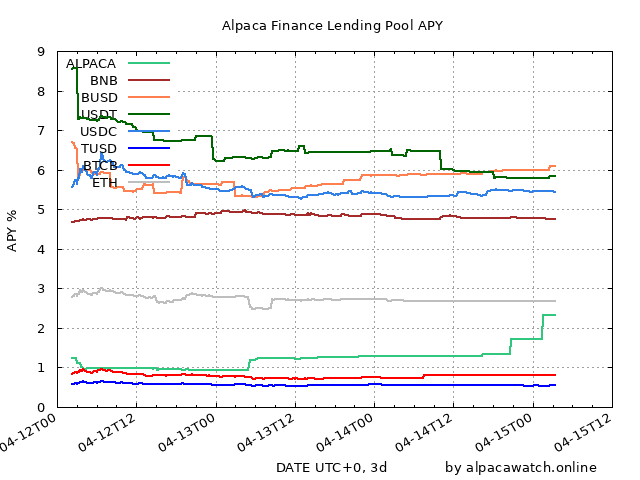 Alpaca Finance Lending Pool APY
9
8
7
6
5
4
3
2
1
0
APY %
ALPACA
BNB
BUSD
USDT
USDC
TUSD
BTCB
ETH
04-12T00
04-12T12
04-13T00
04-13T12
04-14T00
04-14T12
04-15T00
04-15T12
DATE UTC+0, 3d
by alpacawatch.online